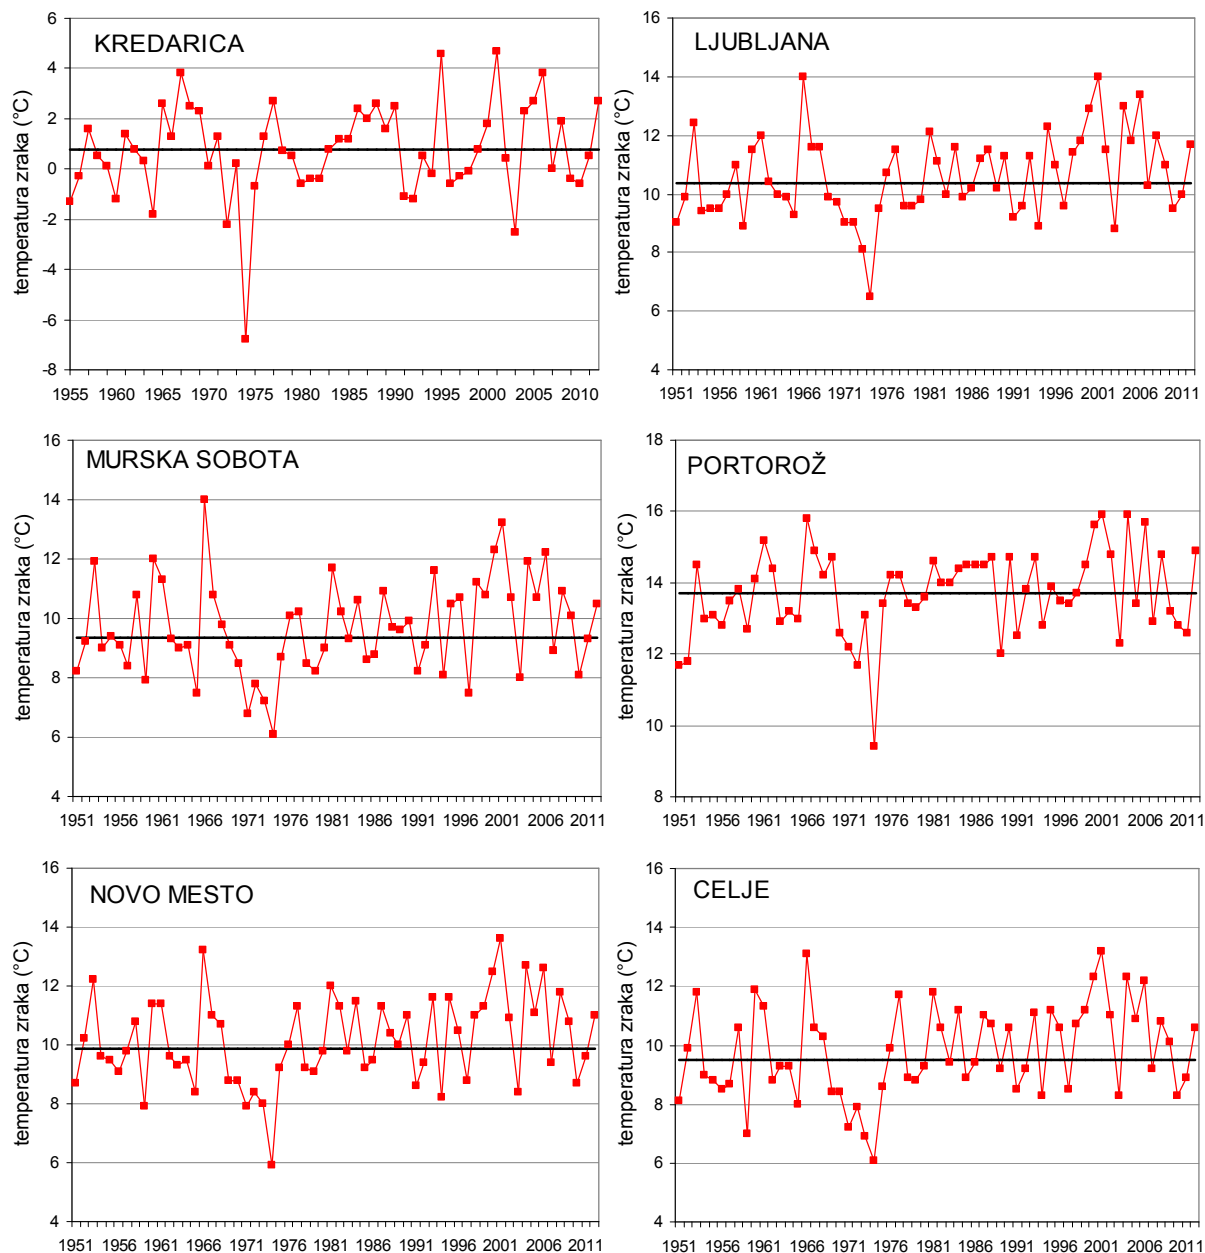 KREDARICA
temperatura zraka (°C)
6
4
2
0
-2
-4
-6
-8
1955 1960 1965 1970 1975 1980 1985 1990 1995 2000 2005 2010
LJUBLJANA
temperatura zraka (°C)
16
14
12
10
8
6
4
1951 1956 1961 1966 1971 1976 1981 1986 1991 1996 2001 2006 2011
MURSKA SOBOTA
temperatura zraka (°C)
16
14
12
10
8
6
4
1951 1956 1961 1966 1971 1976 1981 1986 1991 1996 2001 2006 2011
PORTOROŽ
temperatura zraka (°C)
18
16
14
12
10
8
1951 1956 1961 1966 1971 1976 1981 1986 1991 1996 2001 2006 2011
NOVO MESTO
temperatura zraka (°C)
16
14
12
10
8
6
4
1951 1956 1961 1966 1971 1976 1981 1986 1991 1996 2001 2006 2011
CELJE
temperatura zraka (°C)
16
14
12
10
8
6
4
1951 1956 1961 1966 1971 1976 1981 1986 1991 1996 2001 2006 2011